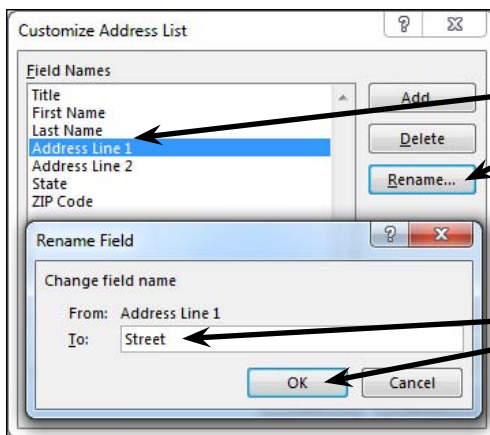 Customize Address List
Field Names
Title
First Name
Last Name
Address Line 1
Address Line 2
State
ZIP Code
Add
Delete
Rename...
Rename Field
Change field name
From: Address Line 1
To: Street
OK Cancel